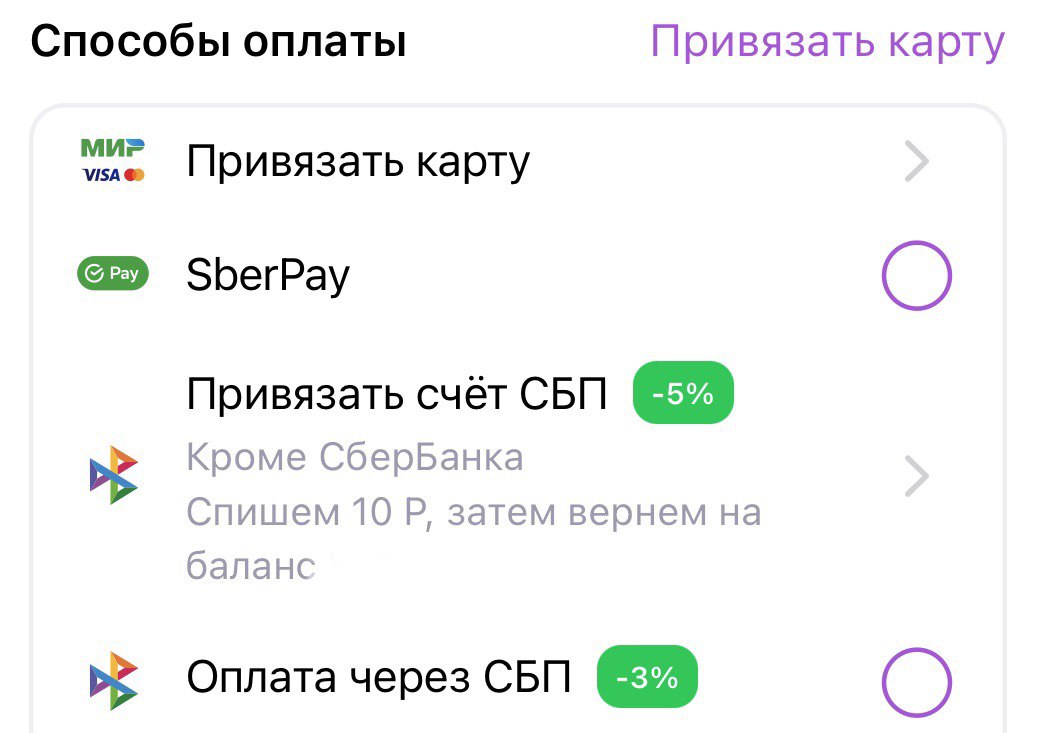 Способы оплаты
Привязать карту
МИР
VISA
Привязать карту
Pay
SberPay
Привязать счёт СБП
-5%
Кроме СберБанка
Спишем 10 Р, затем вернем на
баланс
Оплата через СБП
-3%